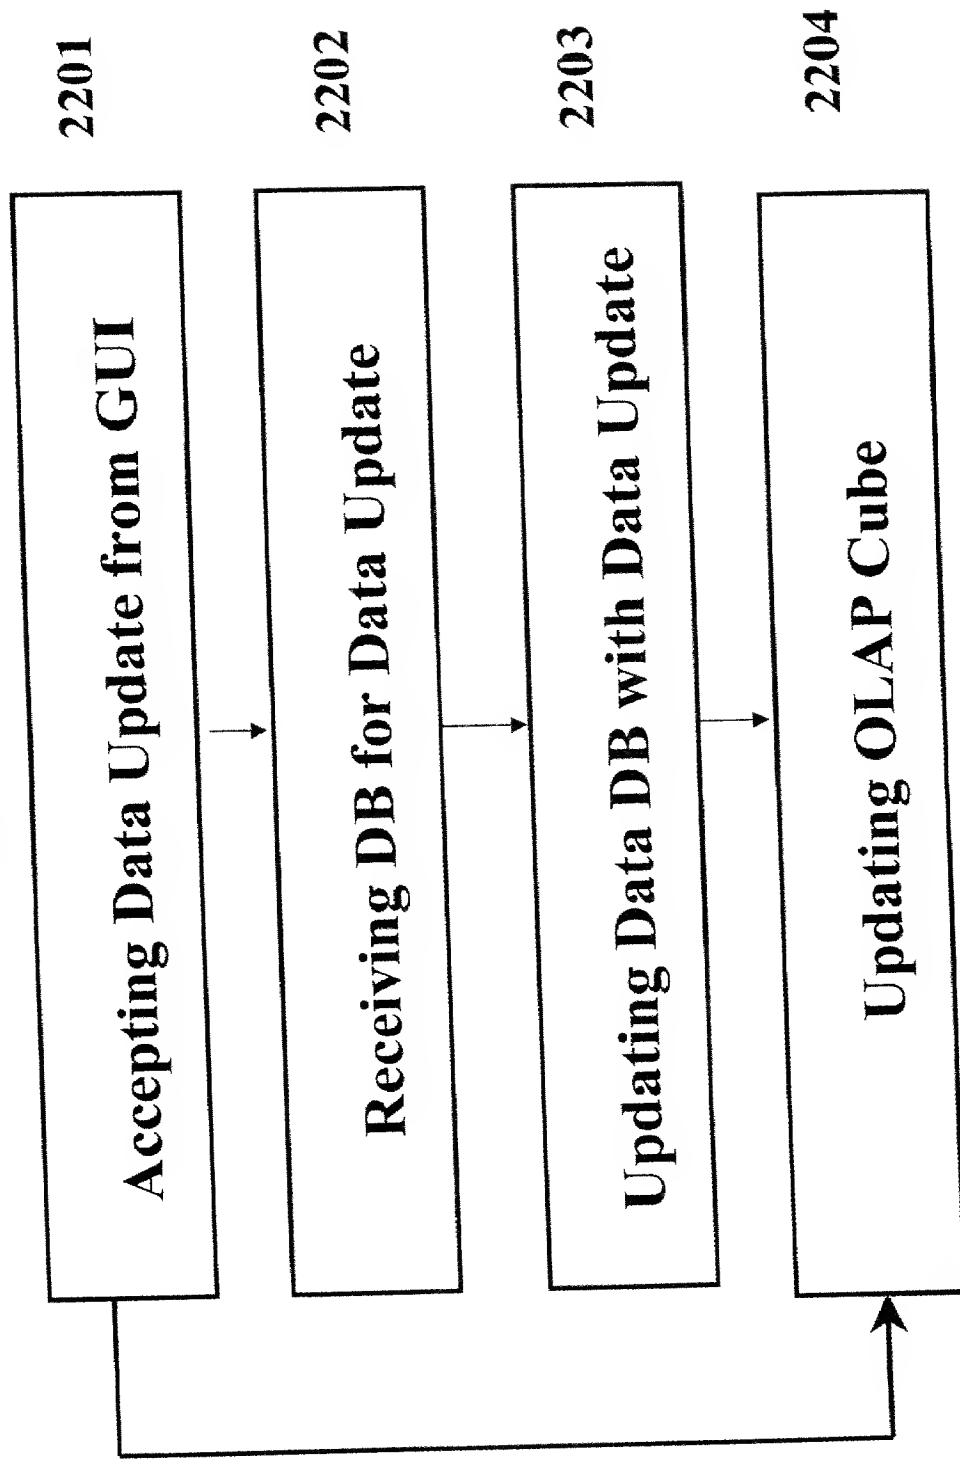 Accepting Data Update from GUI
2201
Receiving DB for Data Update
2202
Updating Data DB with Data Update
2203
Updating OLAP Cube
2204